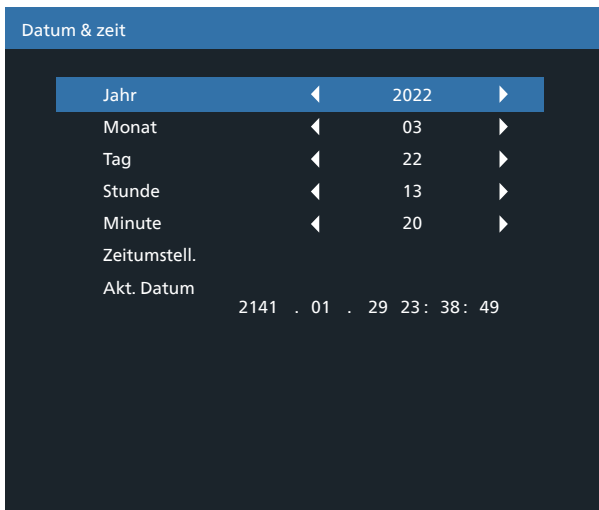 Datum & zeit
Jahr 2022
Monat 03
Tag 22
Stunde 13
Minute 20
Zeitumstell.
Akt. Datum
2141 . 01 . 29 23: 38: 49